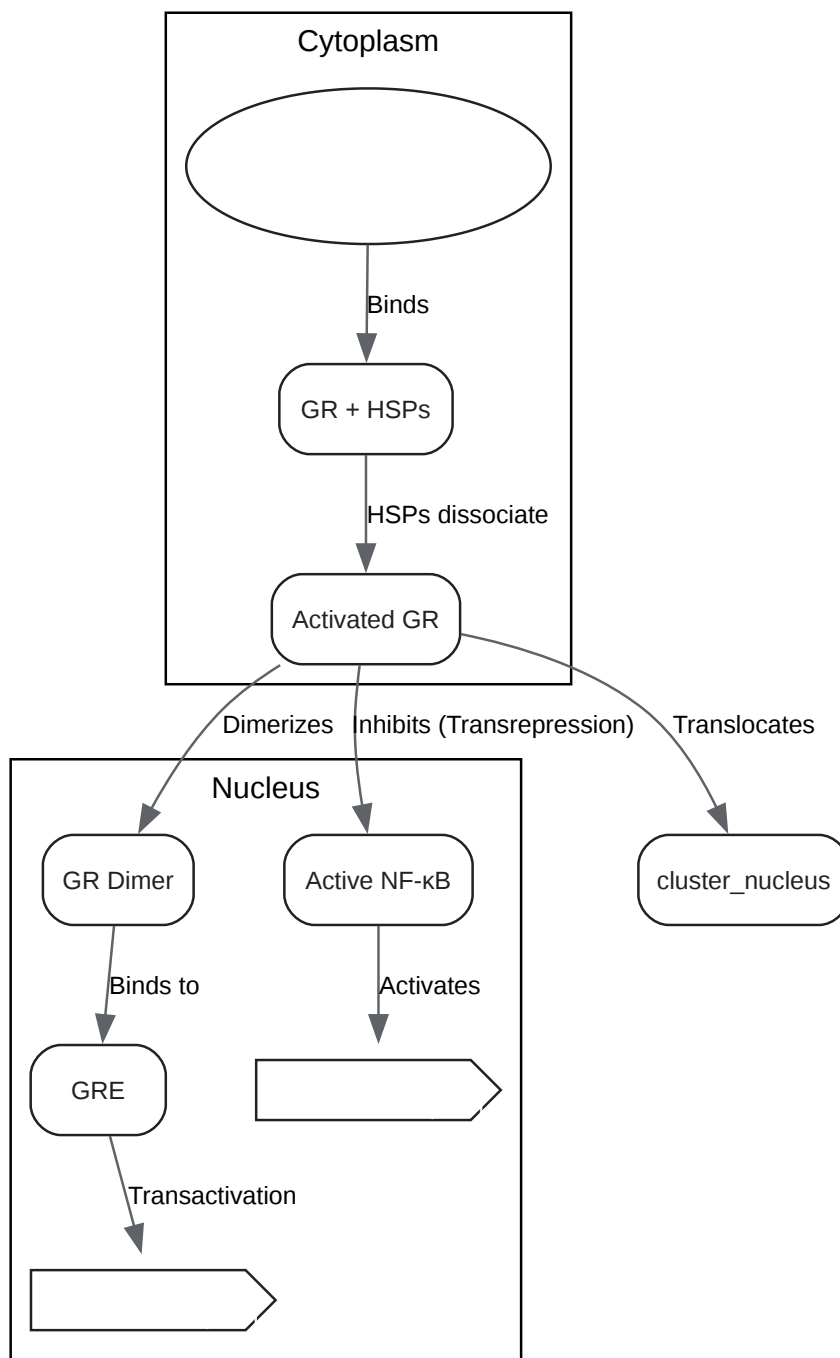 Cytoplasm
Binds
GR + HSPs
HSPs dissociate
Activated GR
Dimerizes
Inhibits (Transrepression)
Translocates
Nucleus
GR Dimer
Active NF-κB
cluster_nucleus
Binds to
Activates
GRE
Transactivation